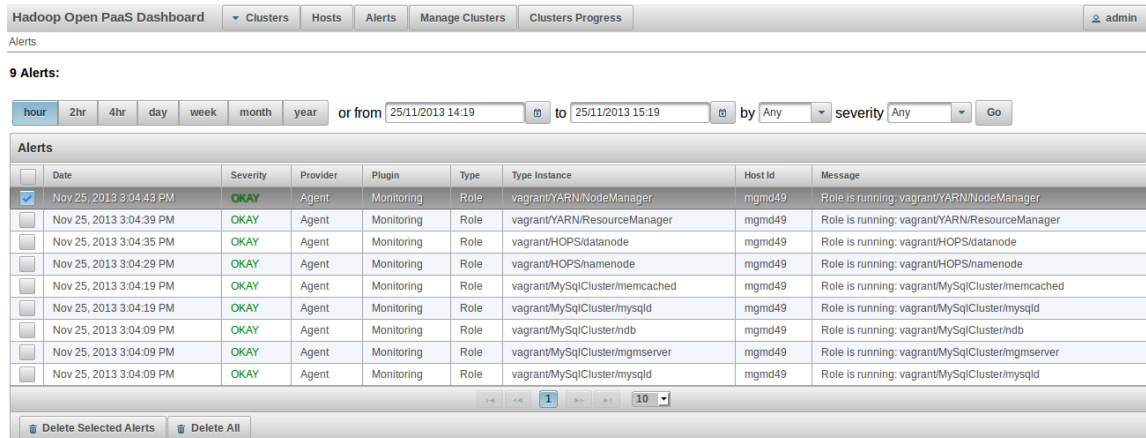 Hadoop Open PaaS Dashboard Clusters Hosts Alerts Manage Clusters Clusters Progress admin
Alerts
9 Alerts:
hour 2hr 4hr day week month year or from 25/11/2013 14:19 to 25/11/2013 15:19 by Any severity Any Go
Alerts
Date Severity Provider Plugin Type Type Instance Host Id Message
Nov 25, 2013 3:04:43 PM OKAY Agent Monitoring Role vagrant/YARN/NodeManager mgmd49 Role is running: vagrant/YARN/NodeManager
Nov 25, 2013 3:04:39 PM OKAY Agent Monitoring Role vagrant/YARN/ResourceManager mgmd49 Role is running: vagrant/YARN/ResourceManager
Nov 25, 2013 3:04:35 PM OKAY Agent Monitoring Role vagrant/HOPS/datanode mgmd49 Role is running: vagrant/HOPS/datanode
Nov 25, 2013 3:04:29 PM OKAY Agent Monitoring Role vagrant/HOPS/namenode mgmd49 Role is running: vagrant/HOPS/namenode
Nov 25, 2013 3:04:19 PM OKAY Agent Monitoring Role vagrant/MySqlCluster/memcached mgmd49 Role is running: vagrant/MySqlCluster/memcached
Nov 25, 2013 3:04:19 PM OKAY Agent Monitoring Role vagrant/MySqlCluster/mysqld mgmd49 Role is running: vagrant/MySqlCluster/mysqld
Nov 25, 2013 3:04:09 PM OKAY Agent Monitoring Role vagrant/MySqlCluster/ndb mgmd49 Role is running: vagrant/MySqlCluster/ndb
Nov 25, 2013 3:04:09 PM OKAY Agent Monitoring Role vagrant/MySqlCluster/mgmserver mgmd49 Role is running: vagrant/MySqlCluster/mgmserver
Nov 25, 2013 3:04:09 PM OKAY Agent Monitoring Role vagrant/MySqlCluster/mysqld mgmd49 Role is running: vagrant/MySqlCluster/mysqld
1 10
Delete Selected Alerts Delete All